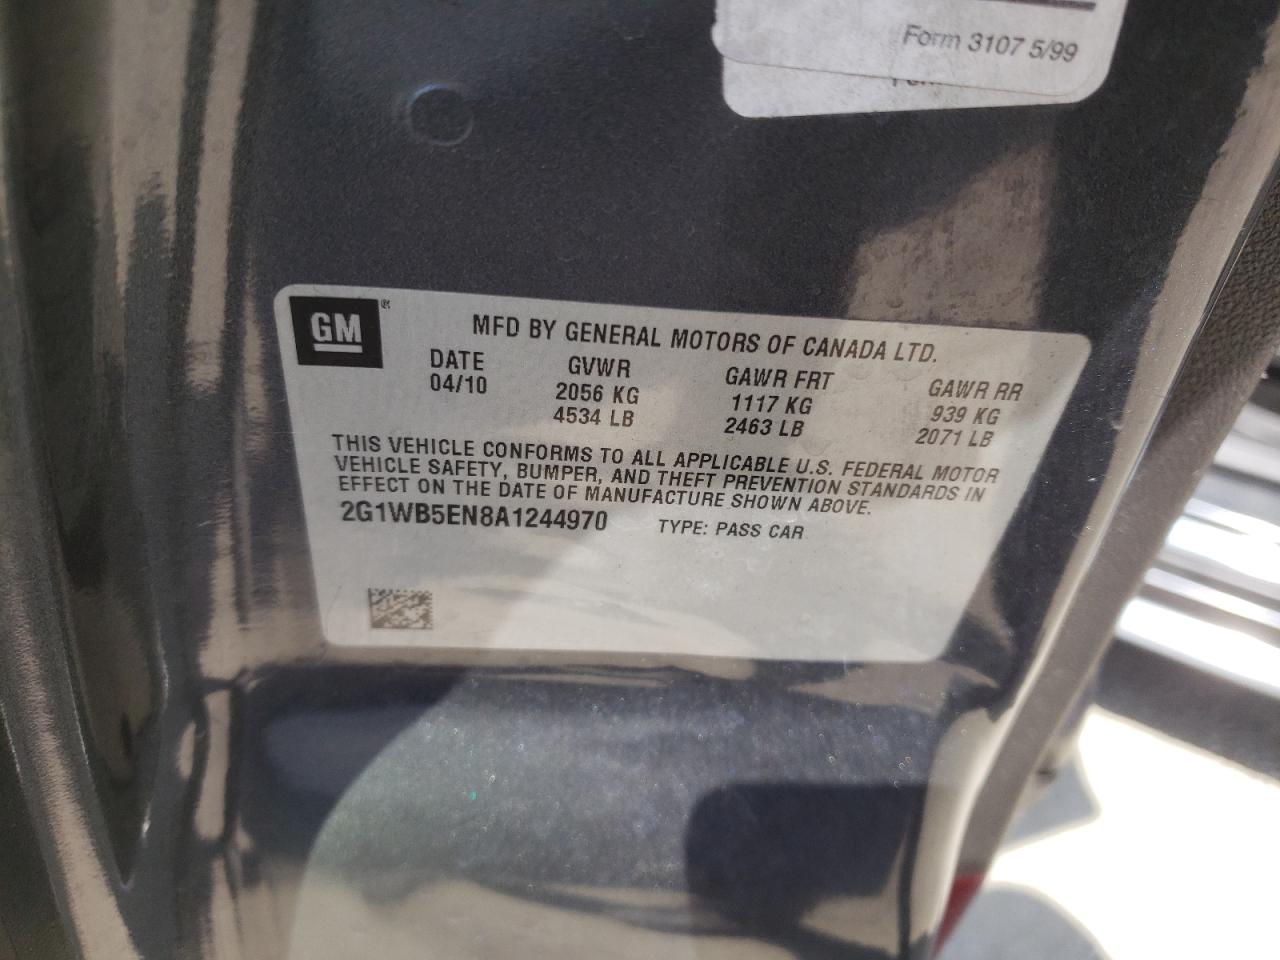 Form 3107 5/99
GM®
MFD BY GENERAL MOTORS OF CANADA LTD.
DATE GVWR GAWR FRT GAWR RR
04/10 2056 KG 1117 KG 939 KG
4534 LB 2463 LB 2071 LB
THIS VEHICLE CONFORMS TO ALL APPLICABLE U.S. FEDERAL MOTOR
VEHICLE SAFETY, BUMPER, AND THEFT PREVENTION STANDARDS IN
EFFECT ON THE DATE OF MANUFACTURE SHOWN ABOVE.
2G1WB5EN8A1244970 TYPE: PASS CAR